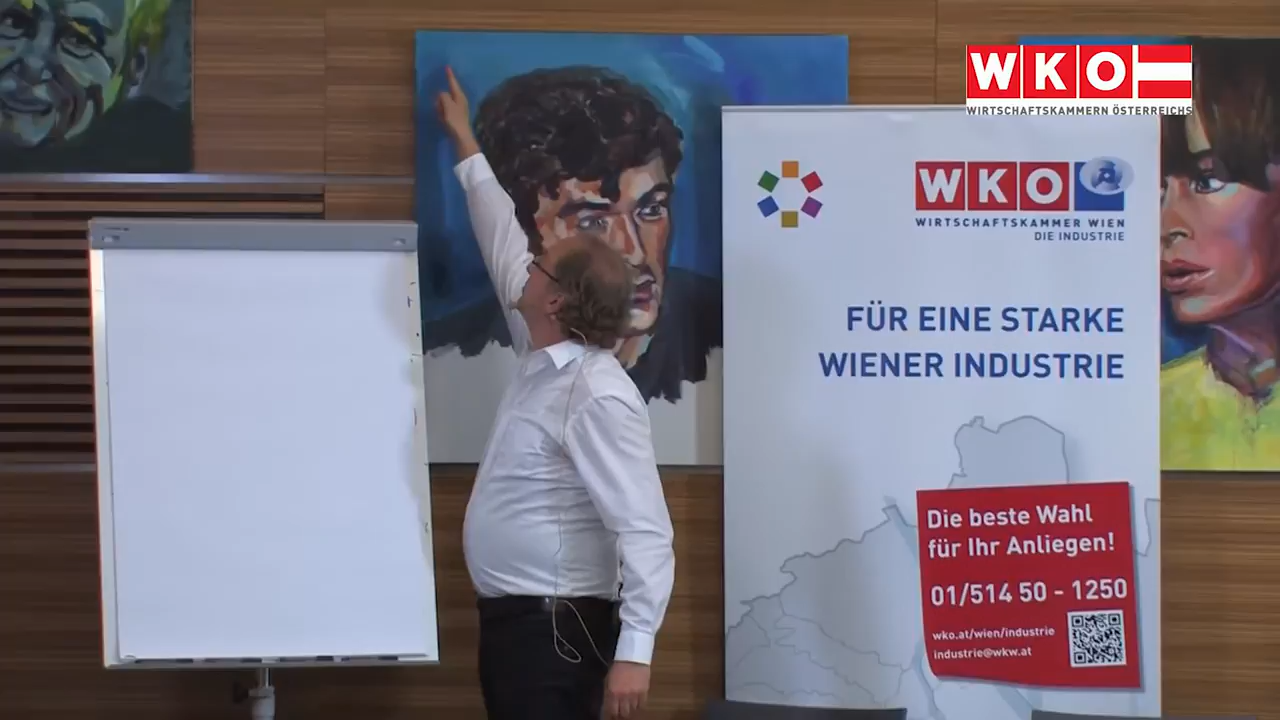 WKO
WIRTSCHAFTSKAMMERN ÖSTERREICHS
WKO
WIRTSCHAFTSKAMMER WIEN
DIE INDUSTRIE
FÜR EINE STARKE
WIENER INDUSTRIE
Die beste Wahl
für Ihr Anliegen!
01/514 50 - 1250
wko.at/wien/industrie
industrie@wkw.at